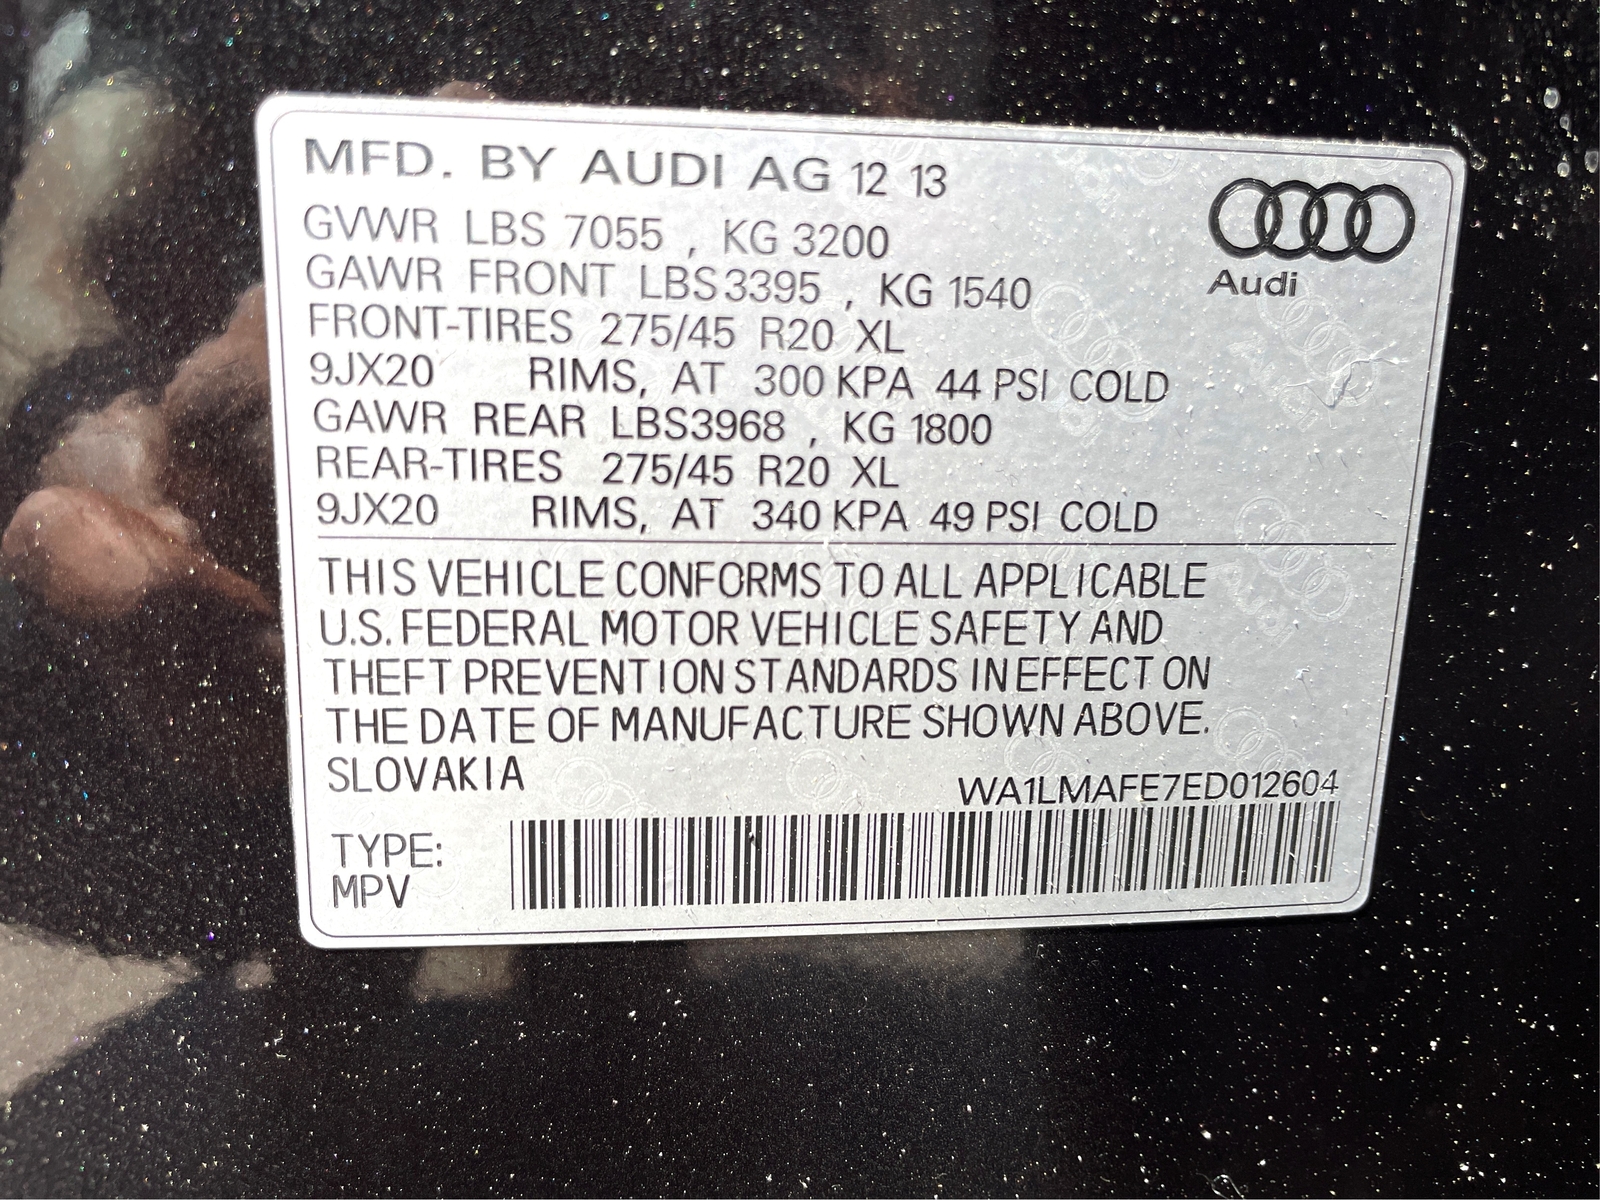 MFD. BY AUDI AG 12 13
GVWR LBS 7055 , KG 3200
GAWR FRONT LBS3395 , KG 1540
Audi
FRONT-TIRES 275/45 R20 XL
9JX20 RIMS, AT 300 KPA 44 PSI COLD
GAWR REAR LBS3968 , KG 1800
REAR-TIRES 275/45 R20 XL
9JX20 RIMS, AT 340 KPA 49 PSI COLD
THIS VEHICLE CONFORMS TO ALL APPLICABLE
U.S. FEDERAL MOTOR VEHICLE SAFETY AND
THEFT PREVENTION STANDARDS IN EFFECT ON
THE DATE OF MANUFACTURE SHOWN ABOVE.
SLOVAKIA
WA1LMAFE7ED012604
TYPE:
MPV